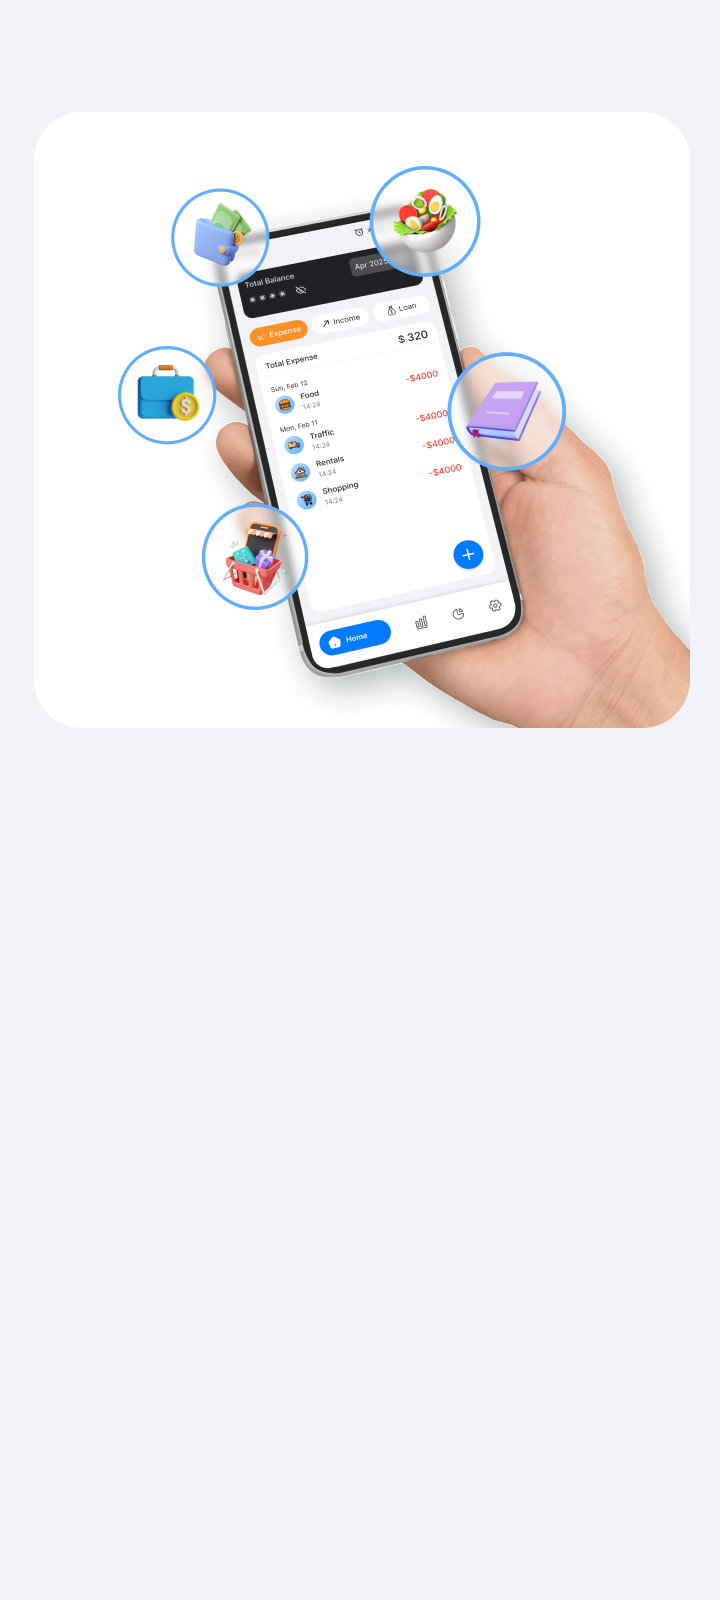 Total Balance
Apr 2025
✳ ✳ ✳ ✳
Expense
Income
Loan
Total Expense
$ 320
Sun, Feb 12
Food
-$4000
14:24
Mon, Feb 11
Traffic
-$4000
14:24
Rentals
-$4000
14:24
Shopping
-$4000
14:24
Home